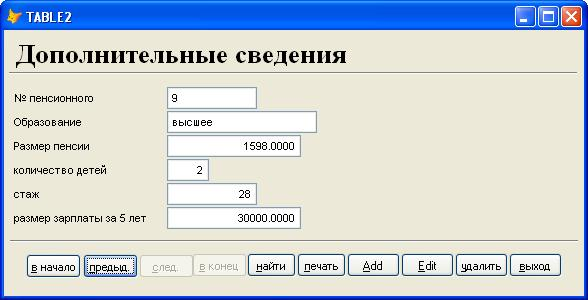 TABLE2
Дополнительные сведения
№ пенсионного 9
Образование высшее
Размер пенсии 1598.0000
количество детей 2
стаж 28
размер зарплаты за 5 лет 30000.0000
в начало предыд. след. в конец найти печать Add Edit удалить выход